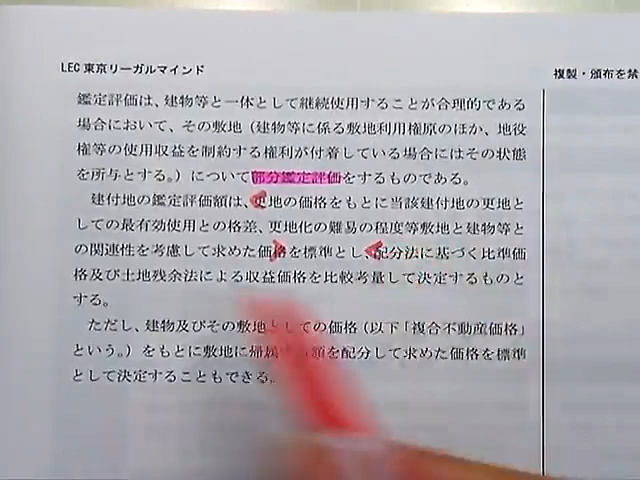 LEC東京リーガルマインド
複製・頒布を禁
鑑定評価は、建物等と一体として継続使用することが合理的である
場合において、その敷地（建物等に係る敷地利用権原のほか、地役
権等の使用収益を制約する権利が付着している場合にはその状態
を所与とする。）について部分鑑定評価をするものである。
建付地の鑑定評価額は、更地の価格をもとに当該建付地の更地と
しての最有効使用との格差、更地化の難易の程度等敷地と建物等と
の関連性を考慮して求めた価格を標準とし、配分法に基づく比準価
格及び土地残余法による収益価格を比較考量して決定するものと
する。
ただし、建物及びその敷地としての価格（以下「複合不動産価格」
という。）をもとに敷地に帰属額を配分して求めた価格を標準
として決定することもできる。